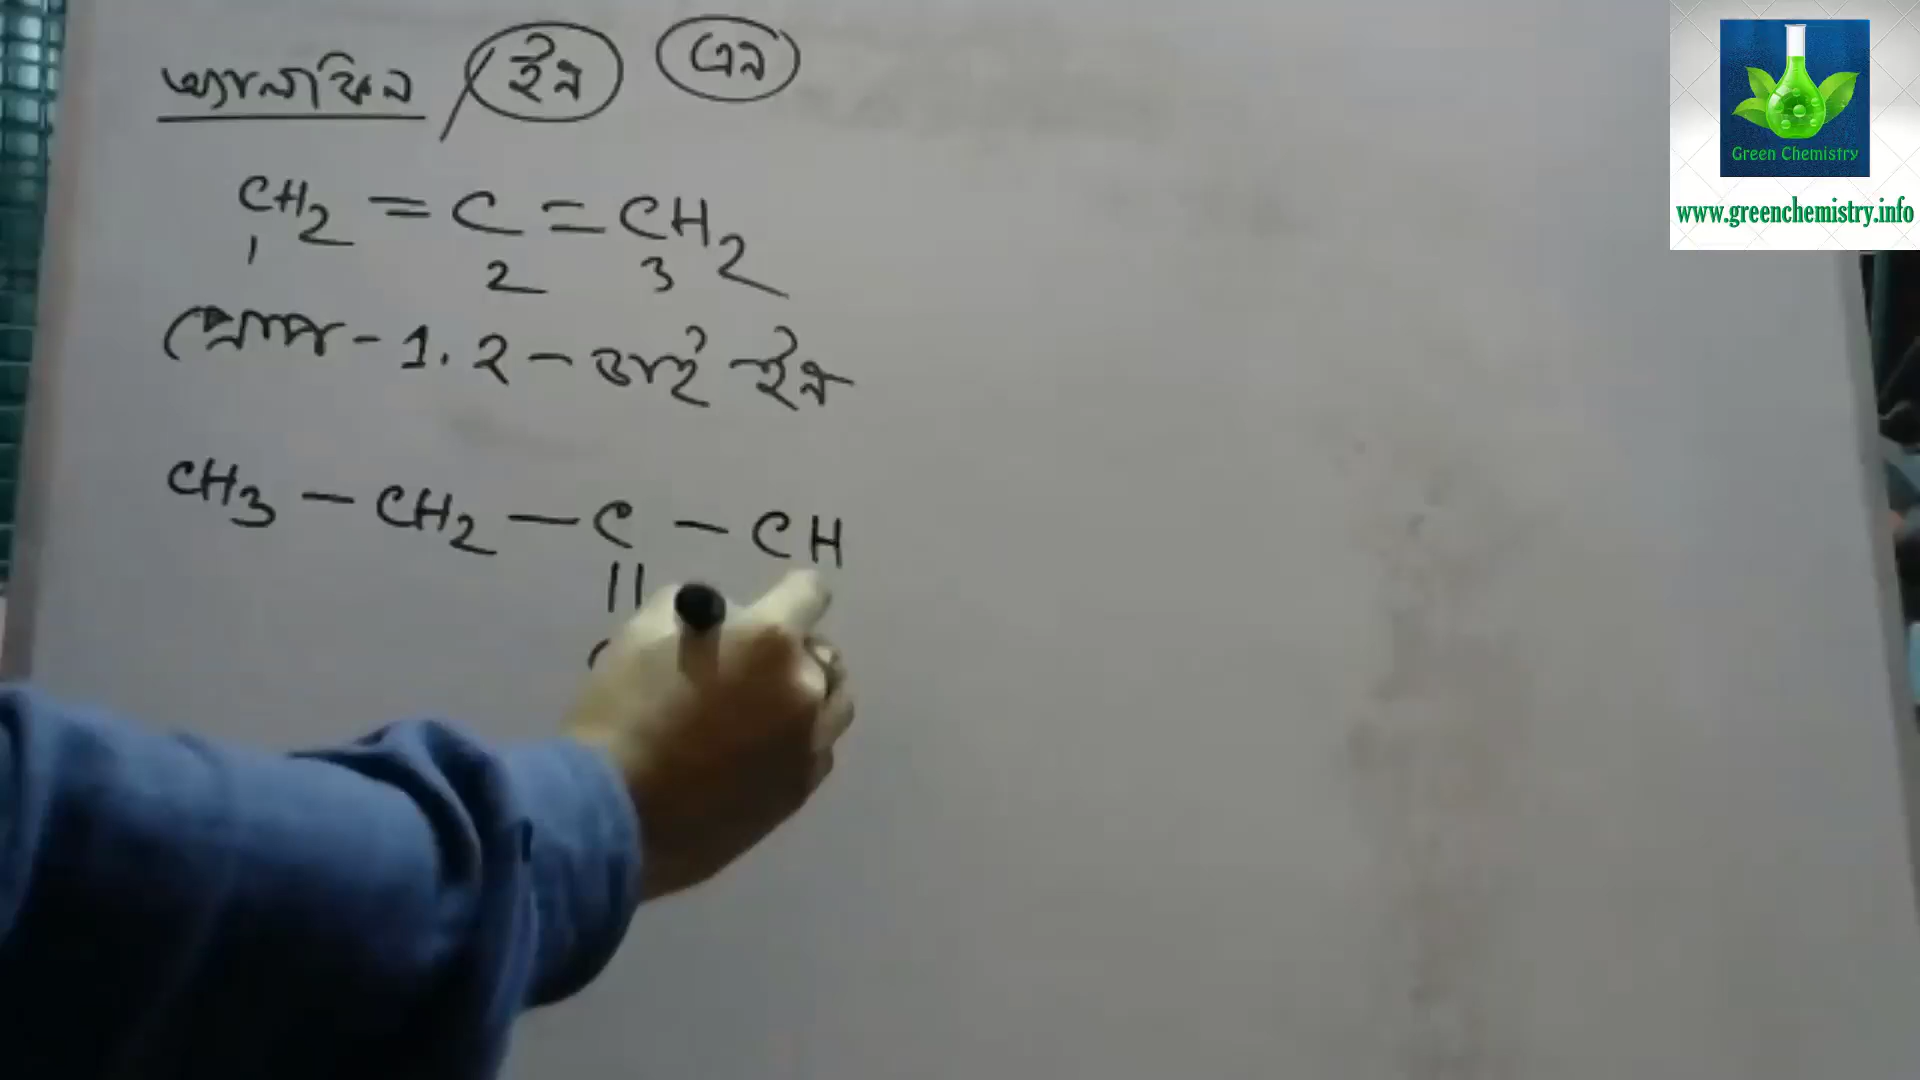 অ্যালকিন / ইন এন
CH2 = C = CH2
1 2 3
প্রোপা - 1.2 - ডাই ইন
CH3 - CH2 - C - CH
||
Green Chemistry
www.greenchemistry.info